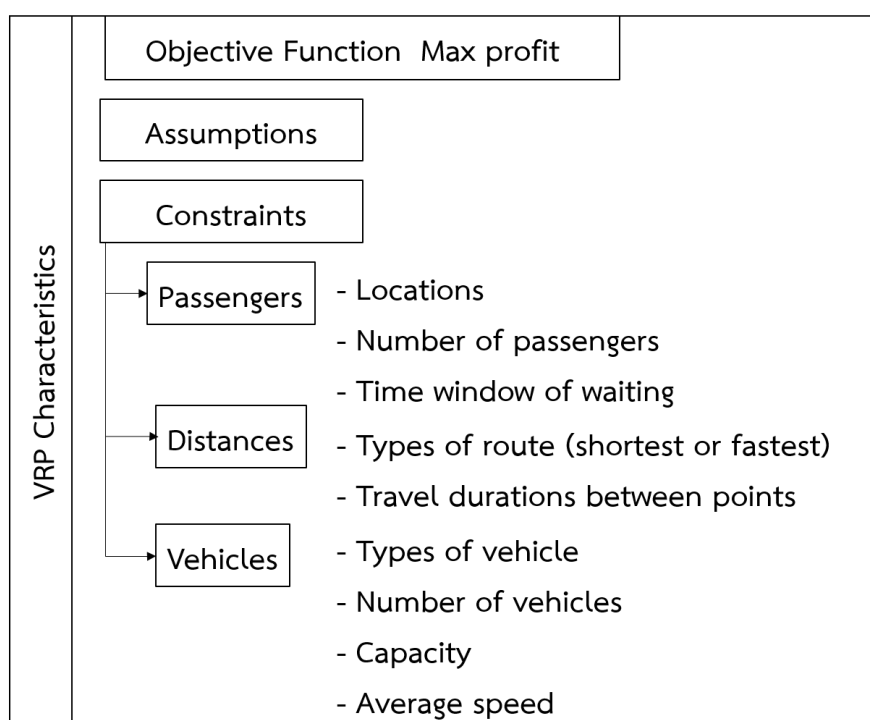 Objective Function  Max profit
Assumptions
Constraints
VRP Characteristics
Passengers
- Locations
- Number of passengers
- Time window of waiting
Distances
- Types of route (shortest or fastest)
- Travel durations between points
Vehicles
- Types of vehicle
- Number of vehicles
- Capacity
- Average speed